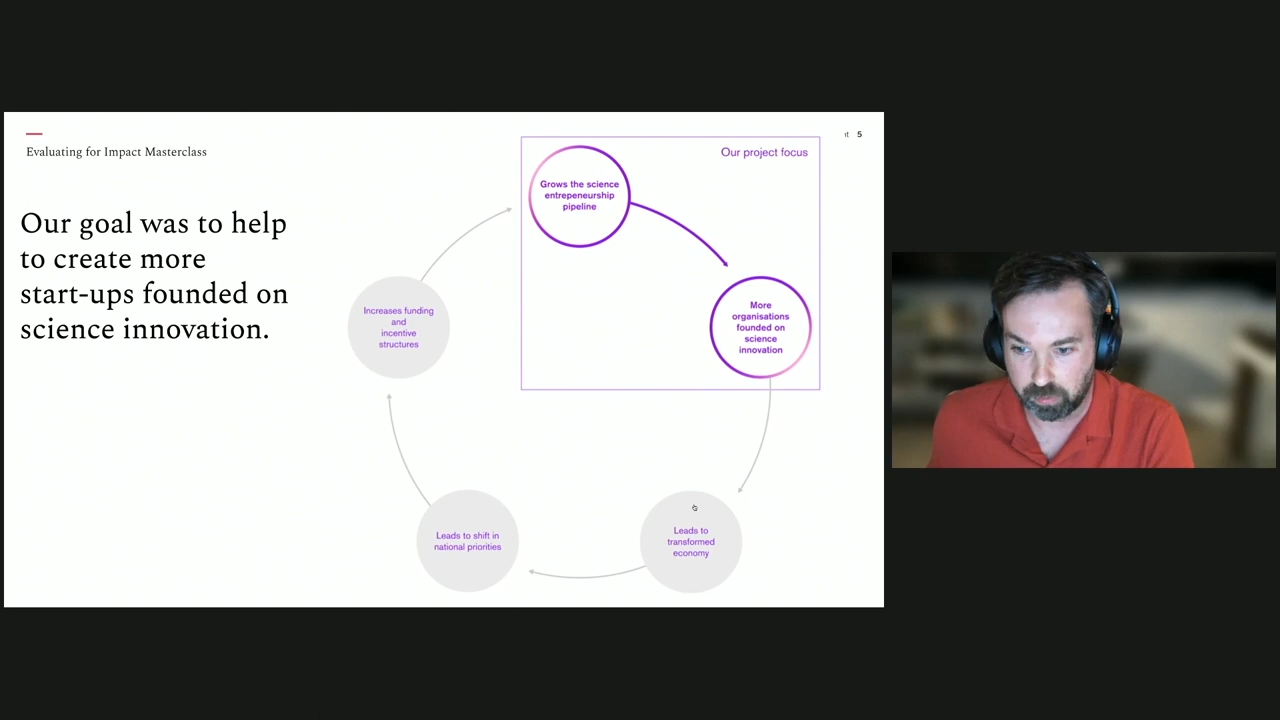 Evaluating for Impact Masterclass
5
Our goal was to help
to create more
start-ups founded on
science innovation.
Our project focus
Grows the science
entrepeneurship
pipeline
More
organisations
founded on
science
innovation
Leads to
transformed
economy
Leads to shift in
national priorities
Increases funding
and
incentive
structures